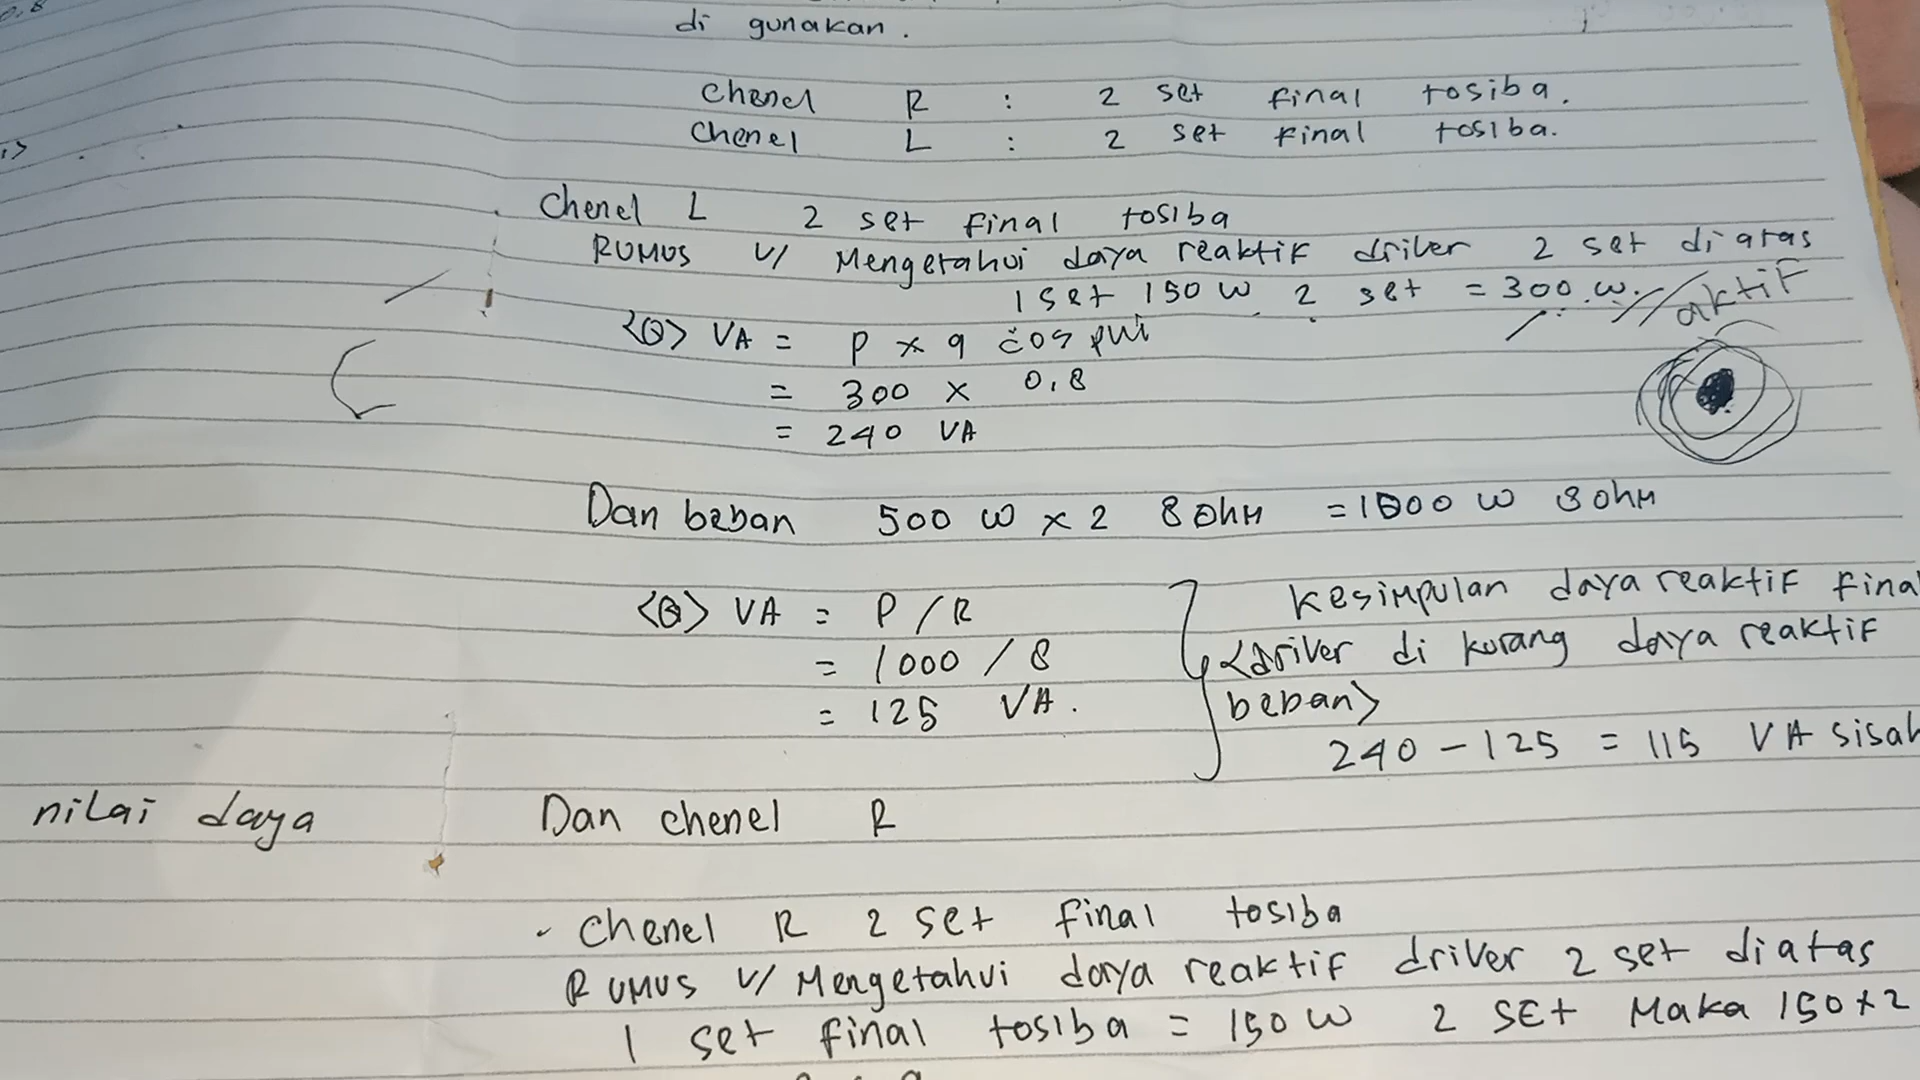 0.8
di gunakan.
Chenel R : 2 set final tosiba.
Chenel L : 2 set final tosiba.
Chenel L 2 set final tosiba
RUMUS U/ Mengetahui daya reaktif driver 2 set di atas
1 set 150 W 2 set = 300 W. aktif
<Q> VA = P x q cos pui
= 300 x 0,8
= 240 VA
Dan beban 500 W x 2 8 ohm = 1000 W 8 ohm
<Q> VA = P / R
= 1000 / 8
= 125 VA.
Kesimpulan daya reaktif final
<driver di kurang daya reaktif
beban>
240 - 125 = 115 VA sisah
nilai daya
Dan chenel R
- Chenel R 2 set final tosiba
RUMUS U/ Mengetahui daya reaktif driver 2 set diatas
1 set final tosiba = 150 W 2 SEt Maka 150 x 2